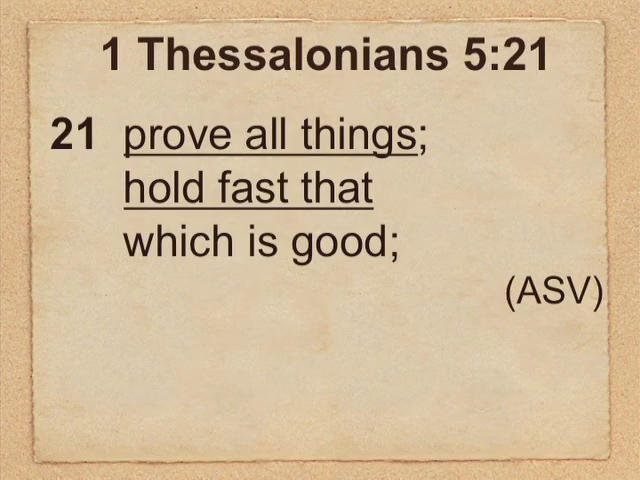 1 Thessalonians 5:21
21 prove all things;
hold fast that
which is good;
(ASV)